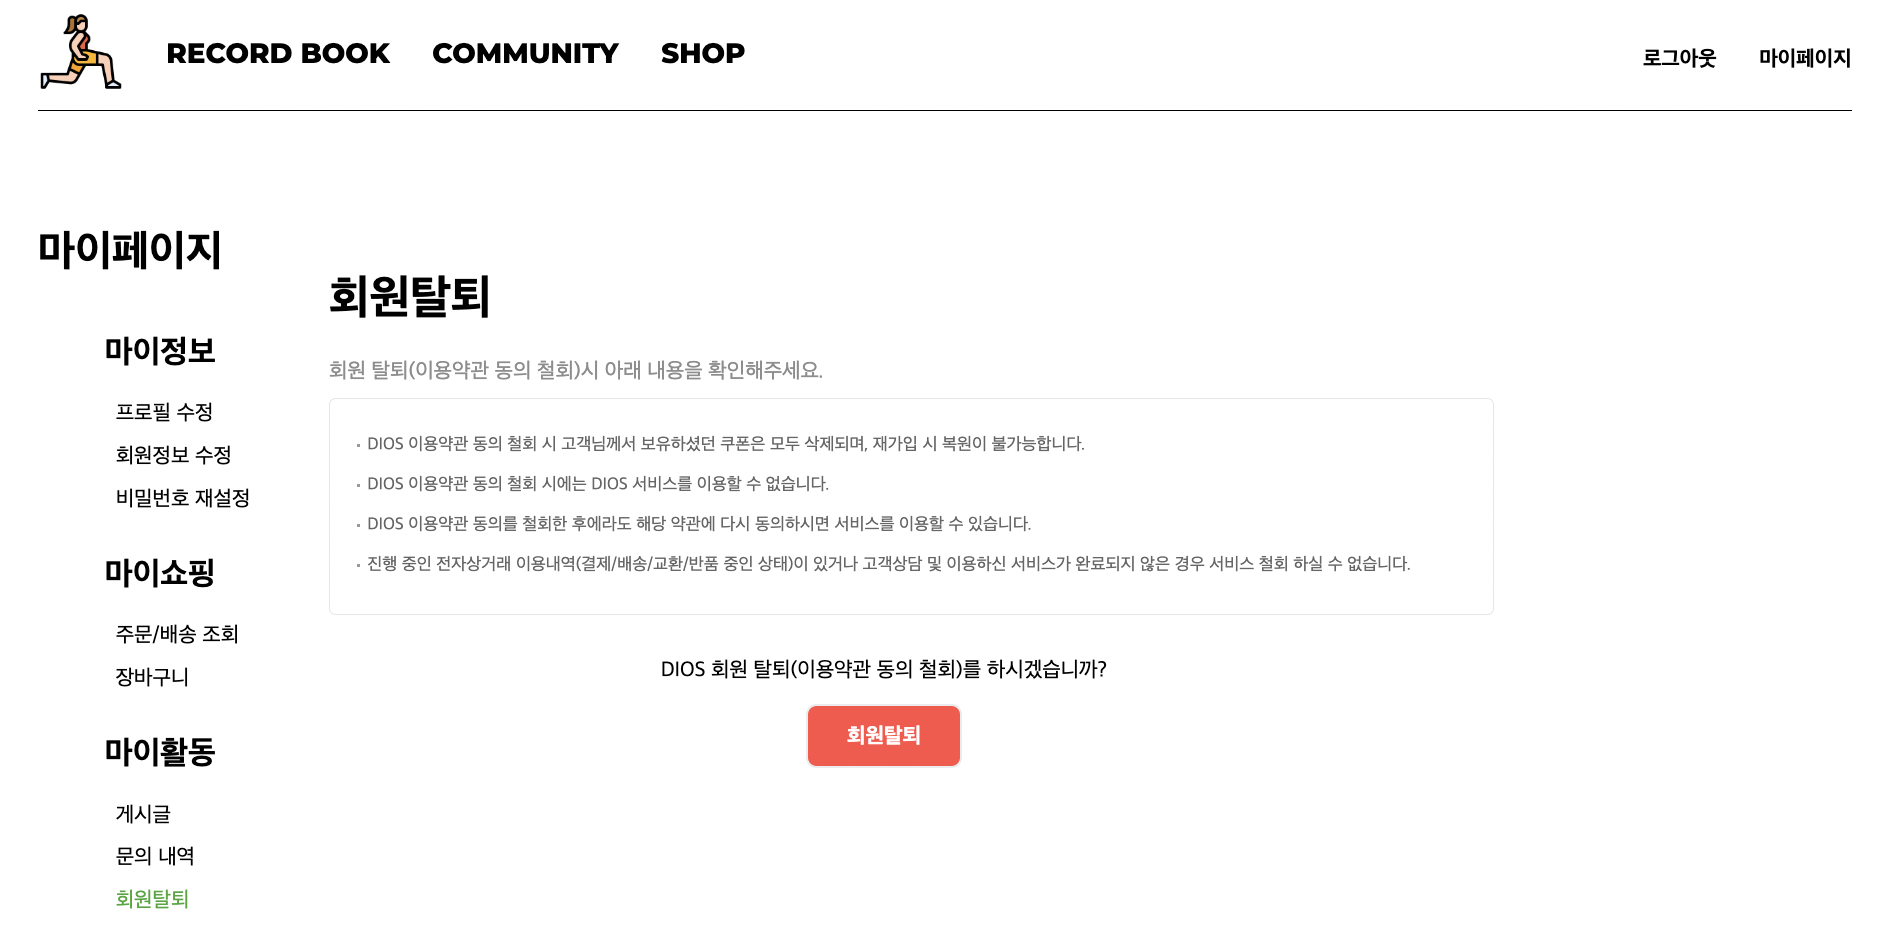 RECORD BOOK COMMUNITY SHOP 로그아웃 마이페이지
마이페이지
마이정보
프로필 수정
회원정보 수정
비밀번호 재설정
마이쇼핑
주문/배송 조회
장바구니
마이활동
게시글
문의 내역
회원탈퇴
회원탈퇴
회원 탈퇴(이용약관 동의 철회)시 아래 내용을 확인해주세요.
• DIOS 이용약관 동의 철회 시 고객님께서 보유하셨던 쿠폰은 모두 삭제되며, 재가입 시 복원이 불가능합니다.
• DIOS 이용약관 동의 철회 시에는 DIOS 서비스를 이용할 수 없습니다.
• DIOS 이용약관 동의를 철회한 후에라도 해당 약관에 다시 동의하시면 서비스를 이용할 수 있습니다.
• 진행 중인 전자상거래 이용내역(결제/배송/교환/반품 중인 상태)이 있거나 고객상담 및 이용하신 서비스가 완료되지 않은 경우 서비스 철회 하실 수 없습니다.
DIOS 회원 탈퇴(이용약관 동의 철회)를 하시겠습니까?
회원탈퇴